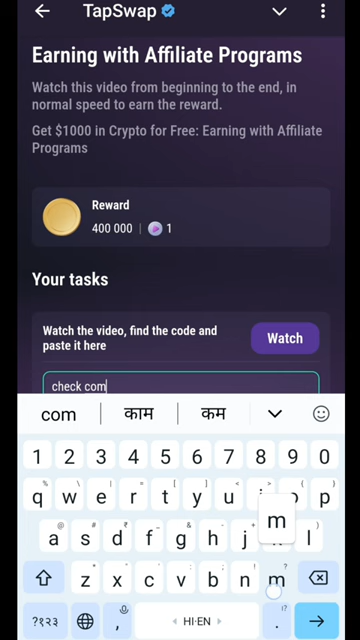 TapSwap
Earning with Affiliate Programs
Watch this video from beginning to the end, in
normal speed to earn the reward.
Get $1000 in Crypto for Free: Earning with Affiliate
Programs
Reward
400 000 | 1
Your tasks
Watch the video, find the code and
paste it here
Watch
check com
com काम कम
1 2 3 4 5 6 7 8 9 0
q w e r t y u i o p
m
a s d f g h j l
z x c v b n m
?123 , HI·EN .